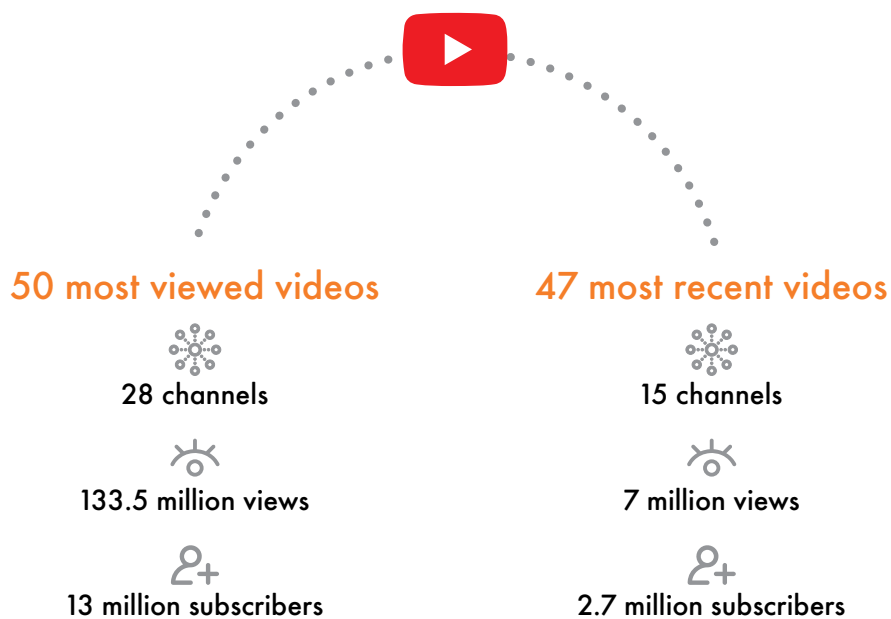 50 most viewed videos
28 channels
133.5 million views
13 million subscribers
47 most recent videos
15 channels
7 million views
2.7 million subscribers